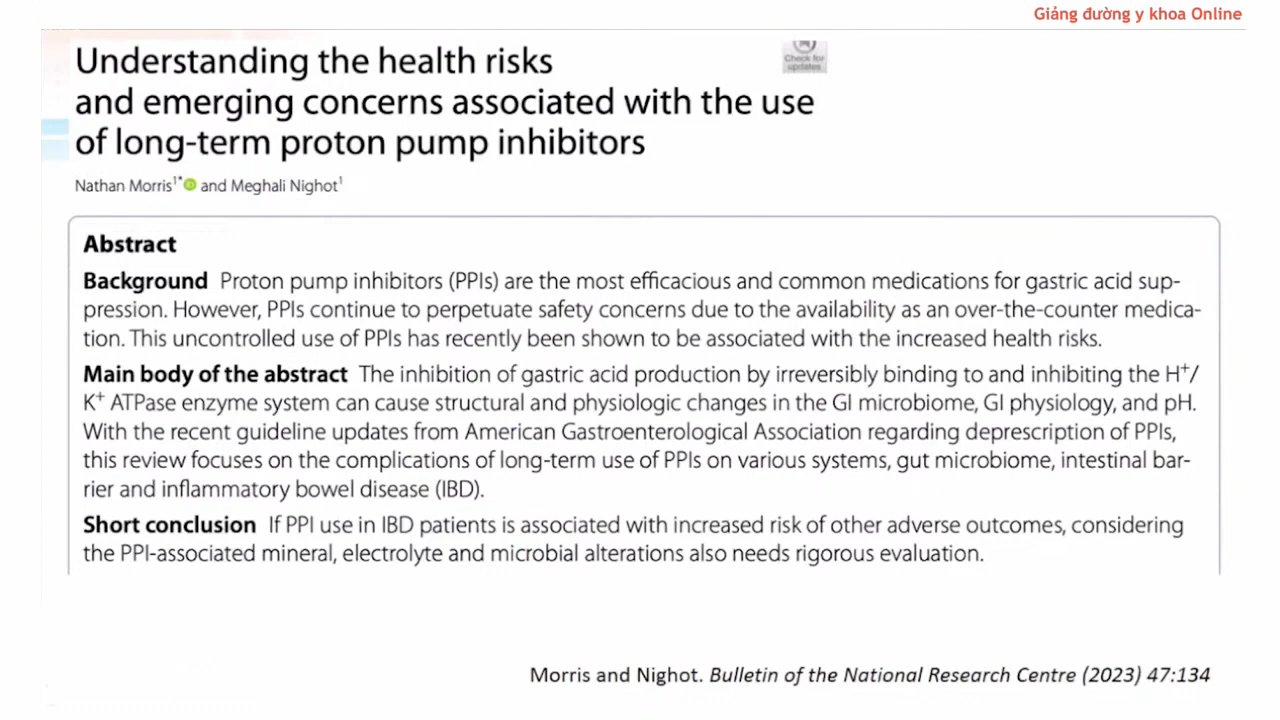 Giảng đường y khoa Online
Understanding the health risks
and emerging concerns associated with the use
of long-term proton pump inhibitors
Check for
updates
Nathan Morris¹* and Meghali Nighot¹
Abstract
Background Proton pump inhibitors (PPIs) are the most efficacious and common medications for gastric acid sup-
pression. However, PPIs continue to perpetuate safety concerns due to the availability as an over-the-counter medica-
tion. This uncontrolled use of PPIs has recently been shown to be associated with the increased health risks.
Main body of the abstract The inhibition of gastric acid production by irreversibly binding to and inhibiting the H⁺/
K⁺ ATPase enzyme system can cause structural and physiologic changes in the GI microbiome, GI physiology, and pH.
With the recent guideline updates from American Gastroenterological Association regarding deprescription of PPIs,
this review focuses on the complications of long-term use of PPIs on various systems, gut microbiome, intestinal bar-
rier and inflammatory bowel disease (IBD).
Short conclusion If PPI use in IBD patients is associated with increased risk of other adverse outcomes, considering
the PPI-associated mineral, electrolyte and microbial alterations also needs rigorous evaluation.
Morris and Nighot. Bulletin of the National Research Centre (2023) 47:134